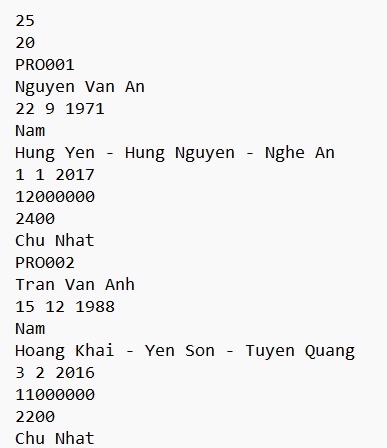 25
20
PRO001
Nguyen Van An
22 9 1971
Nam
Hung Yen - Hung Nguyen - Nghe An
1 1 2017
12000000
2400
Chu Nhat
PRO002
Tran Van Anh
15 12 1988
Nam
Hoang Khai - Yen Son - Tuyen Quang
3 2 2016
11000000
2200
Chu Nhat